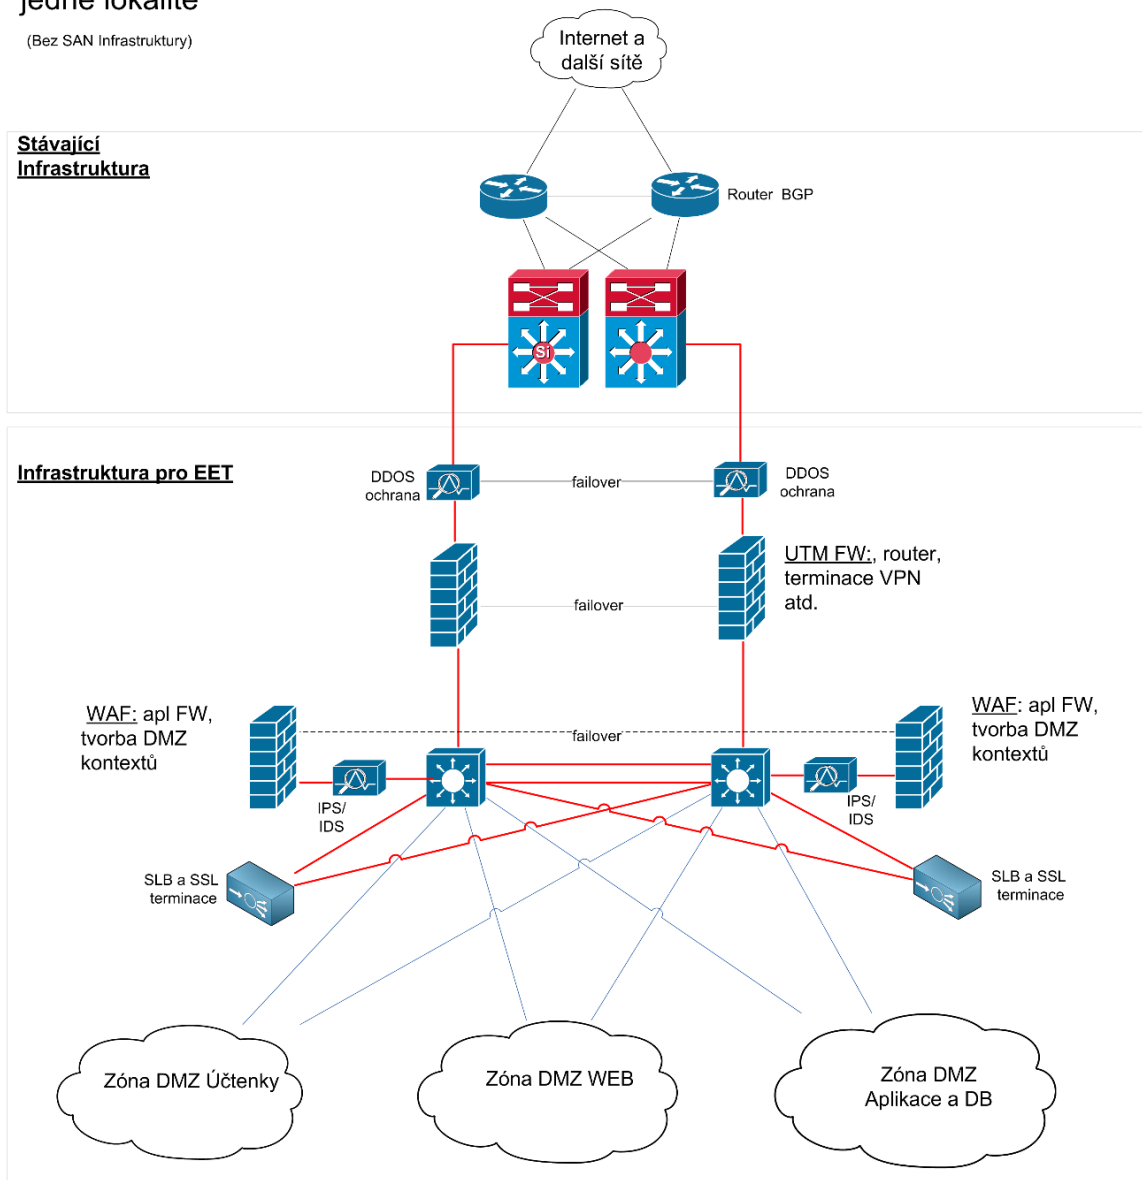 jedné lokalitě
(Bez SAN Infrastruktury)
Internet a
další sítě
Stávající
Infrastruktura
Router BGP
Si
Infrastruktura pro EET
DDOS
ochrana
failover
DDOS
ochrana
UTM FW:, router,
terminace VPN
atd.
failover
WAF: apl FW,
tvorba DMZ
kontextů
failover
WAF: apl FW,
tvorba DMZ
kontextů
IPS/
IDS
IPS/
IDS
SLB a SSL
terminace
SLB a SSL
terminace
Zóna DMZ Účtenky
Zóna DMZ WEB
Zóna DMZ
Aplikace a DB